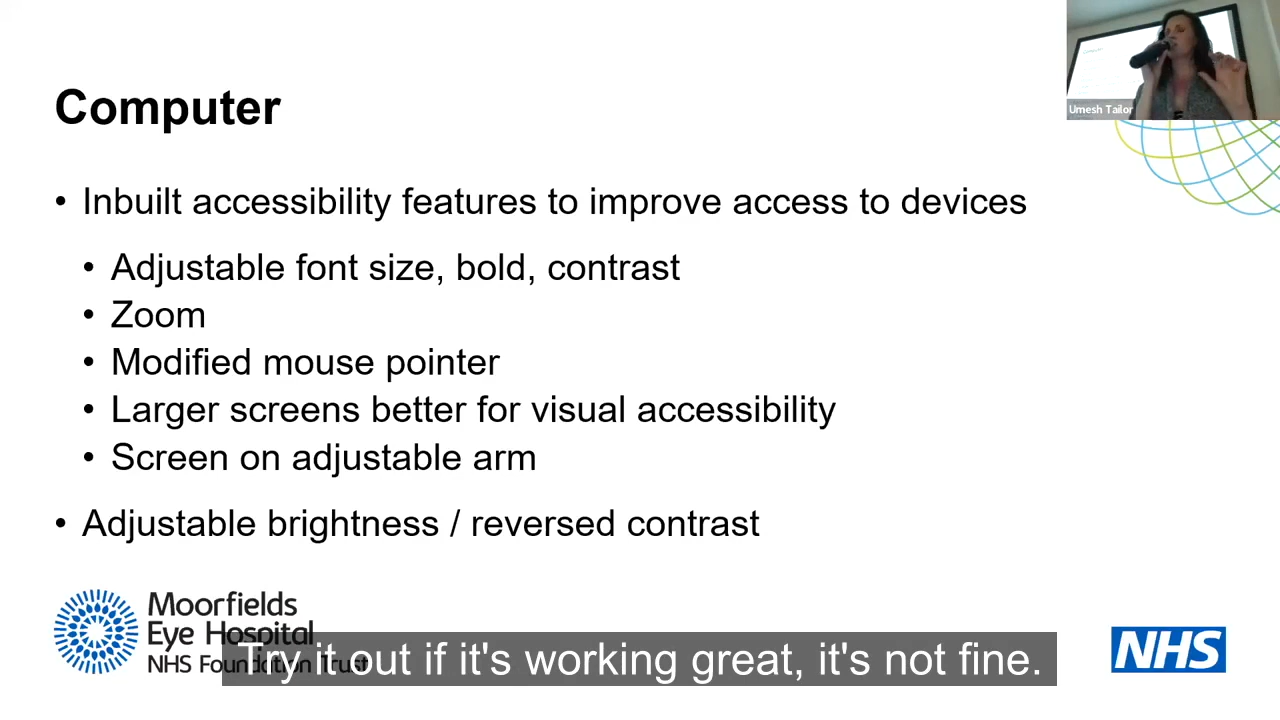 Umesh Tailor
Computer
• Inbuilt accessibility features to improve access to devices
• Adjustable font size, bold, contrast
• Zoom
• Modified mouse pointer
• Larger screens better for visual accessibility
• Screen on adjustable arm
• Adjustable brightness / reversed contrast
Moorfields
Eye Hospital
NHS Foundation Trust
Try it out if it's working great, it's not fine.
NHS